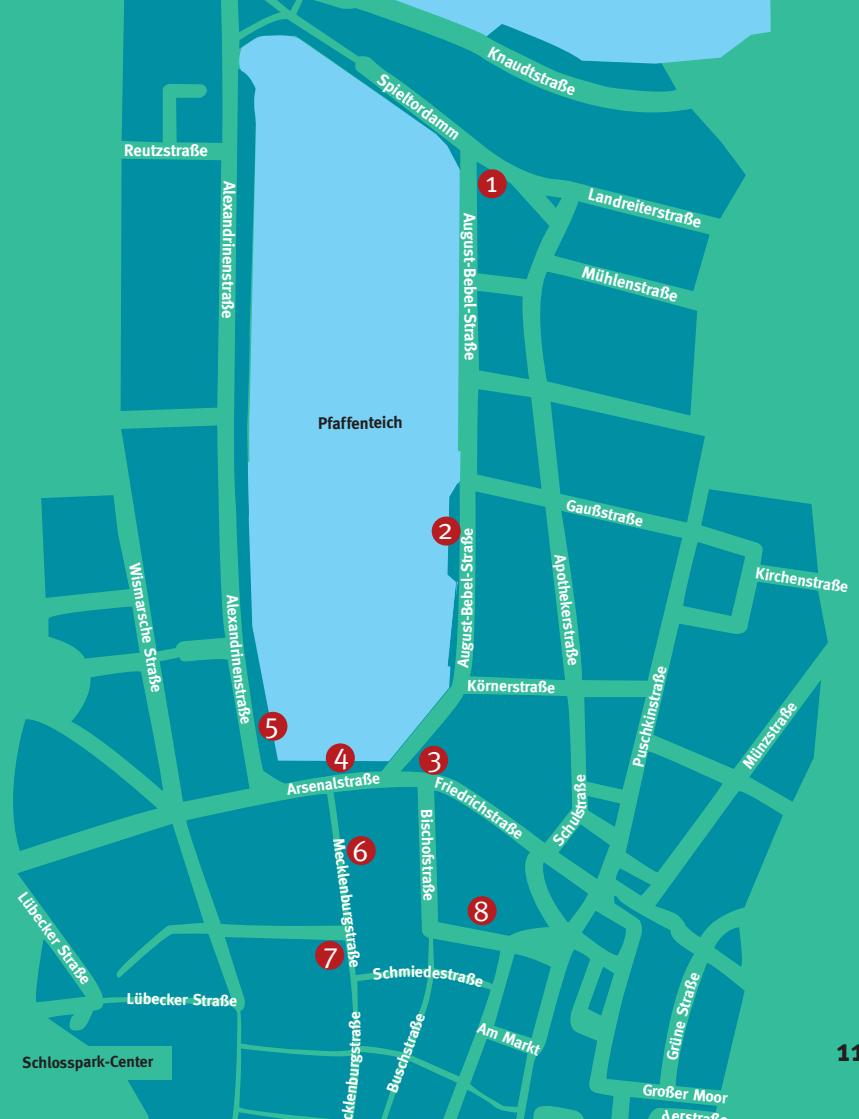 Knaudtstraße
Spieltordamm
Reutzstraße
1
Landreiterstraße
Alexandrinenstraße
August-Bebel-Straße
Mühlenstraße
Pfaffenteich
Gaußstraße
2
August-Bebel-Straße
Apothekerstraße
Kirchenstraße
Wismarsche Straße
Alexandrinenstraße
Körnerstraße
Puschkinstraße
Münzstraße
5
4
3
Arsenalstraße
Friedrichstraße
Schulstraße
Bischofstraße
Mecklenburgstraße
6
8
Lübecker Straße
7
Schmiedestraße
Lübecker Straße
Grüne Straße
Am Markt
Buschstraße
cklenburgstraße
11
Schlosspark-Center
Großer Moor